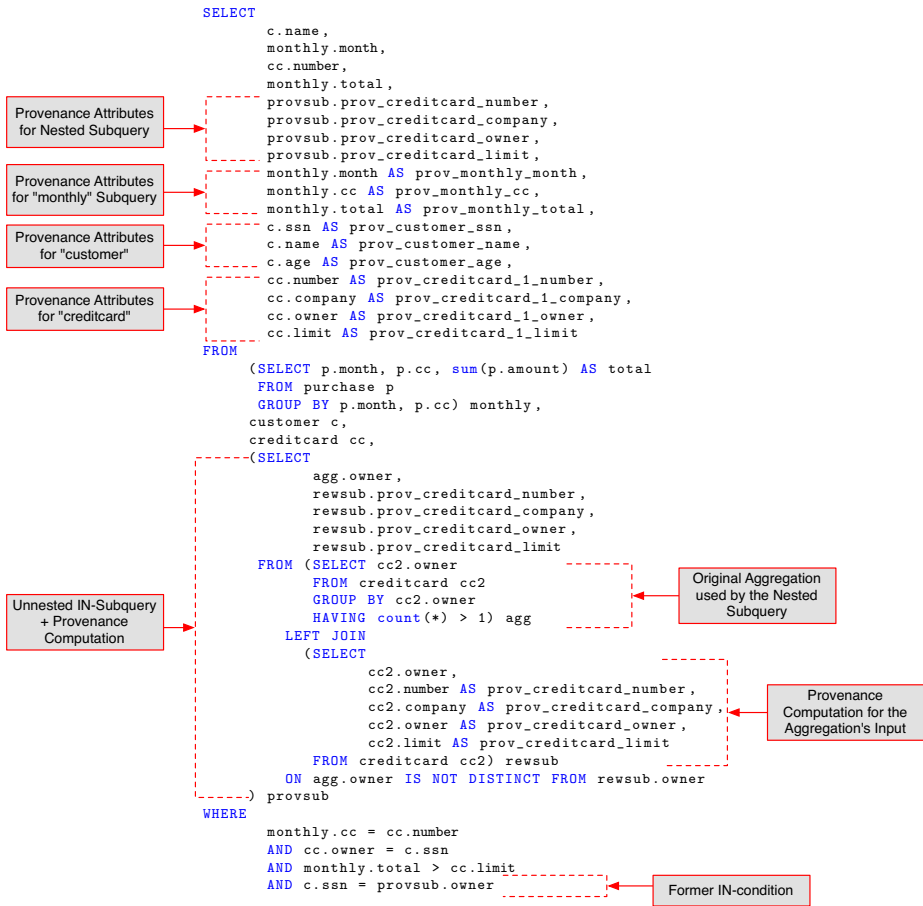 SELECT
c.name,
monthly.month,
cc.number,
monthly.total,
provsub.prov_creditcard_number,
provsub.prov_creditcard_company,
provsub.prov_creditcard_owner,
provsub.prov_creditcard_limit,
Provenance Attributes
for Nested Subquery
monthly.month AS prov_monthly_month,
monthly.cc AS prov_monthly_cc,
monthly.total AS prov_monthly_total,
Provenance Attributes
for "monthly" Subquery
c.ssn AS prov_customer_ssn,
c.name AS prov_customer_name,
c.age AS prov_customer_age,
Provenance Attributes
for "customer"
cc.number AS prov_creditcard_1_number,
cc.company AS prov_creditcard_1_company,
cc.owner AS prov_creditcard_1_owner,
cc.limit AS prov_creditcard_1_limit
Provenance Attributes
for "creditcard"
FROM
(SELECT p.month, p.cc, sum(p.amount) AS total
FROM purchase p
GROUP BY p.month, p.cc) monthly,
customer c,
creditcard cc,
(SELECT
agg.owner,
rewsub.prov_creditcard_number,
rewsub.prov_creditcard_company,
rewsub.prov_creditcard_owner,
rewsub.prov_creditcard_limit
FROM (SELECT cc2.owner
FROM creditcard cc2
GROUP BY cc2.owner
HAVING count(*) > 1) agg
Original Aggregation
used by the Nested
Subquery
Unnested IN-Subquery
+ Provenance
Computation
LEFT JOIN
(SELECT
cc2.owner,
cc2.number AS prov_creditcard_number,
cc2.company AS prov_creditcard_company,
cc2.owner AS prov_creditcard_owner,
cc2.limit AS prov_creditcard_limit
FROM creditcard cc2) rewsub
Provenance
Computation for the
Aggregation's Input
ON agg.owner IS NOT DISTINCT FROM rewsub.owner
) provsub
WHERE
monthly.cc = cc.number
AND cc.owner = c.ssn
AND monthly.total > cc.limit
AND c.ssn = provsub.owner
Former IN-condition